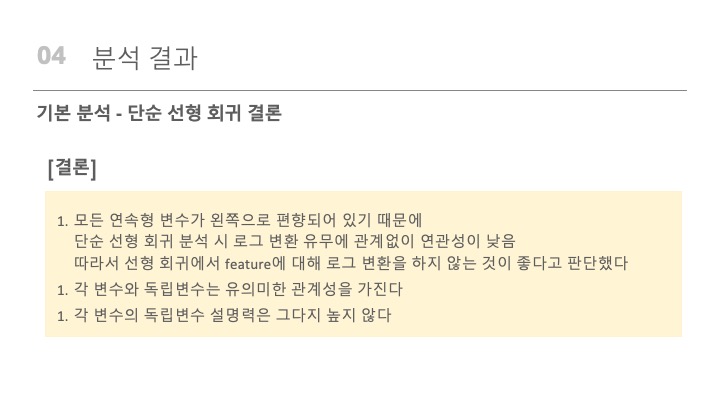 04 분석 결과
기본 분석 - 단순 선형 회귀 결론
[결론]
1. 모든 연속형 변수가 왼쪽으로 편향되어 있기 때문에
단순 선형 회귀 분석 시 로그 변환 유무에 관계없이 연관성이 낮음
따라서 선형 회귀에서 feature에 대해 로그 변환을 하지 않는 것이 좋다고 판단했다
1. 각 변수와 독립변수는 유의미한 관계성을 가진다
1. 각 변수의 독립변수 설명력은 그다지 높지 않다